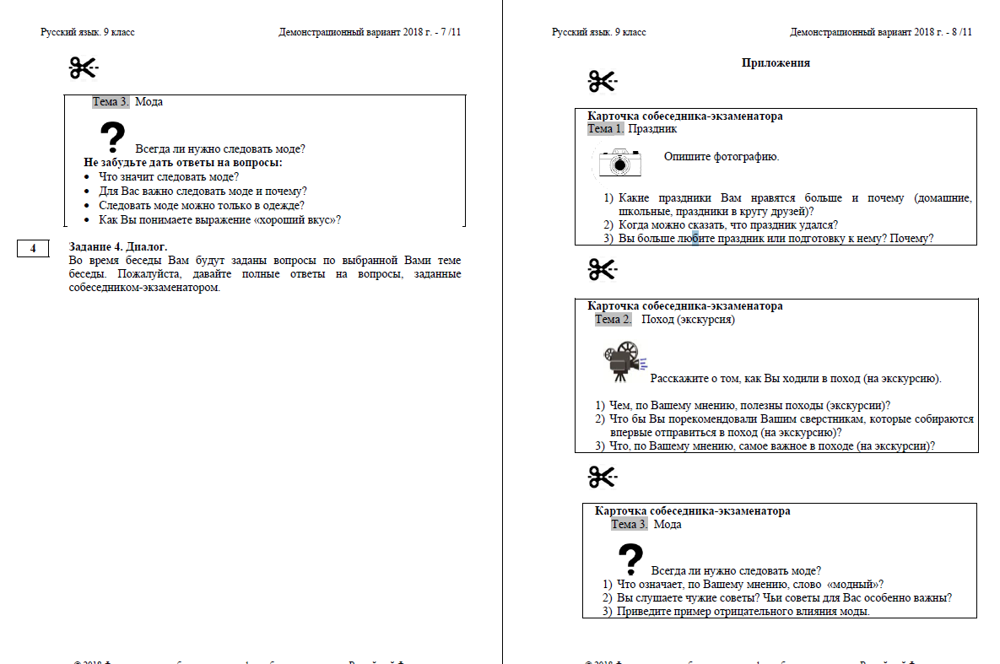 Русский язык. 9 класс Демонстрационный вариант 2018 г. - 7 /11
Тема 3. Мода
? Всегда ли нужно следовать моде?
Не забудьте дать ответы на вопросы:
• Что значит следовать моде?
• Для Вас важно следовать моде и почему?
• Следовать моде можно только в одежде?
• Как Вы понимаете выражение «хороший вкус»?
4 Задание 4. Диалог.
Во время беседы Вам будут заданы вопросы по выбранной Вами теме
беседы. Пожалуйста, давайте полные ответы на вопросы, заданные
собеседником-экзаменатором.
Русский язык. 9 класс Демонстрационный вариант 2018 г. - 8 /11
Приложения
Карточка собеседника-экзаменатора
Тема 1. Праздник
Опишите фотографию.
1) Какие праздники Вам нравятся больше и почему (домашние,
школьные, праздники в кругу друзей)?
2) Когда можно сказать, что праздник удался?
3) Вы больше любите праздник или подготовку к нему? Почему?
Карточка собеседника-экзаменатора
Тема 2. Поход (экскурсия)
Расскажите о том, как Вы ходили в поход (на экскурсию).
1) Чем, по Вашему мнению, полезны походы (экскурсии)?
2) Что бы Вы порекомендовали Вашим сверстникам, которые собираются
впервые отправиться в поход (на экскурсию)?
3) Что, по Вашему мнению, самое важное в походе (на экскурсии)?
Карточка собеседника-экзаменатора
Тема 3. Мода
? Всегда ли нужно следовать моде?
1) Что означает, по Вашему мнению, слово «модный»?
2) Вы слушаете чужие советы? Чьи советы для Вас особенно важны?
3) Приведите пример отрицательного влияния моды.